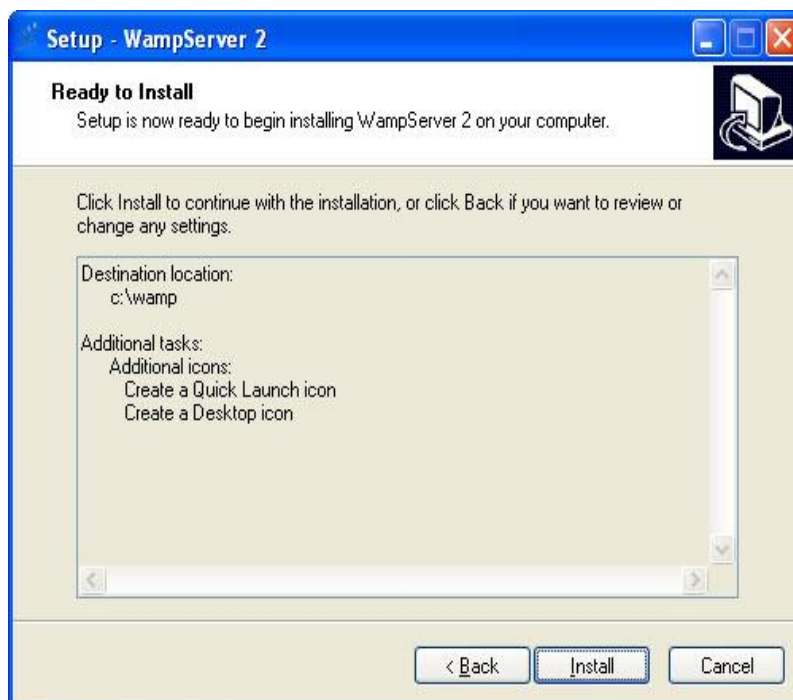 Setup - WampServer 2
Ready to Install
Setup is now ready to begin installing WampServer 2 on your computer.
Click Install to continue with the installation, or click Back if you want to review or
change any settings.
Destination location:
c:\wamp
Additional tasks:
Additional icons:
Create a Quick Launch icon
Create a Desktop icon
< Back
Install
Cancel